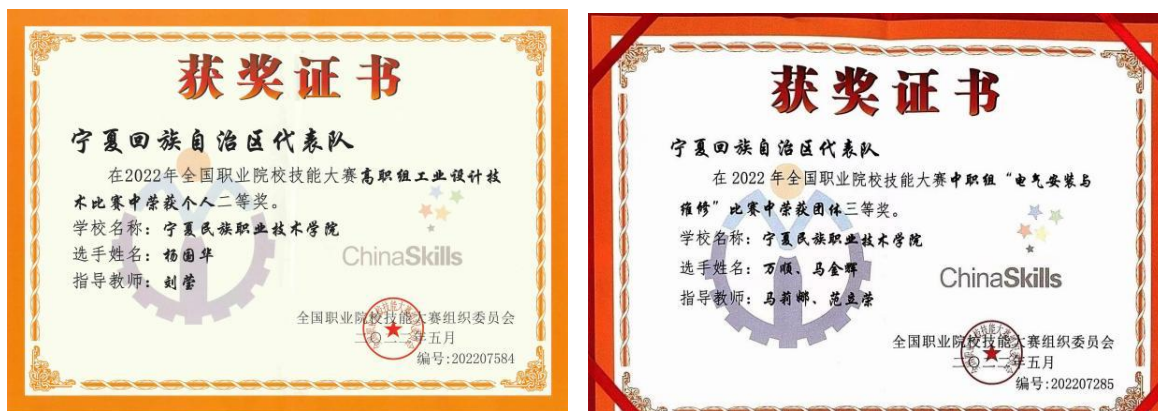 获奖证书
宁夏回族自治区代表队
在2022年全国职业院校技能大赛高职组工业设计技
术比赛中荣获个人二等奖。
学校名称：宁夏民族职业技术学院
选手姓名：杨国华
指导教师：刘莹
ChinaSkills
全国职业院校技能大赛组织委员会
二〇二二年五月
编号:202207584
获奖证书
宁夏回族自治区代表队
在 2022 年全国职业院校技能大赛中职组“电气安装与
维修”比赛中荣获团体三等奖。
学校名称：宁夏民族职业技术学院
选手姓名：万顺、马金辉
指导教师：马莉娜、范立荣
ChinaSkills
全国职业院校技能大赛组织委员会
二〇二二年五月
编号:202207285